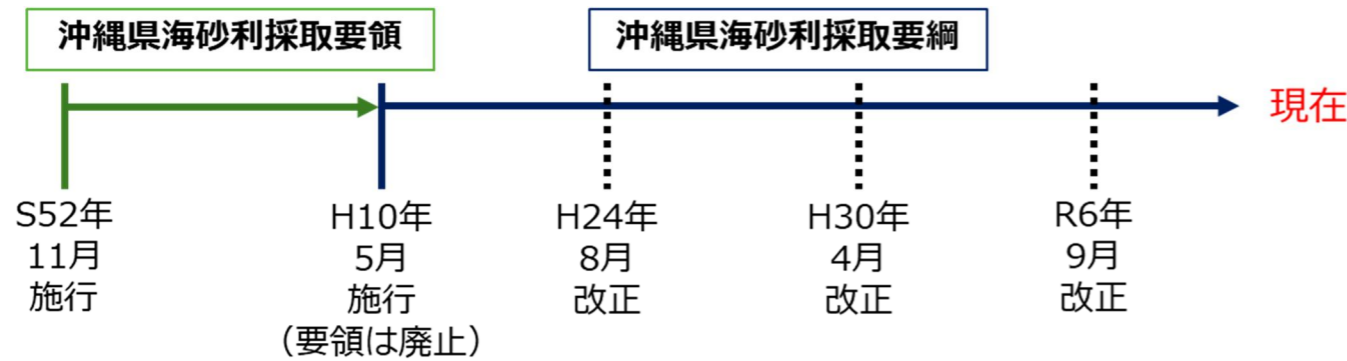 沖縄県海砂利採取要領
沖縄県海砂利採取要綱
現在
S52年
11月
施行
H10年
5月
施行
（要領は廃止）
H24年
8月
改正
H30年
4月
改正
R6年
9月
改正